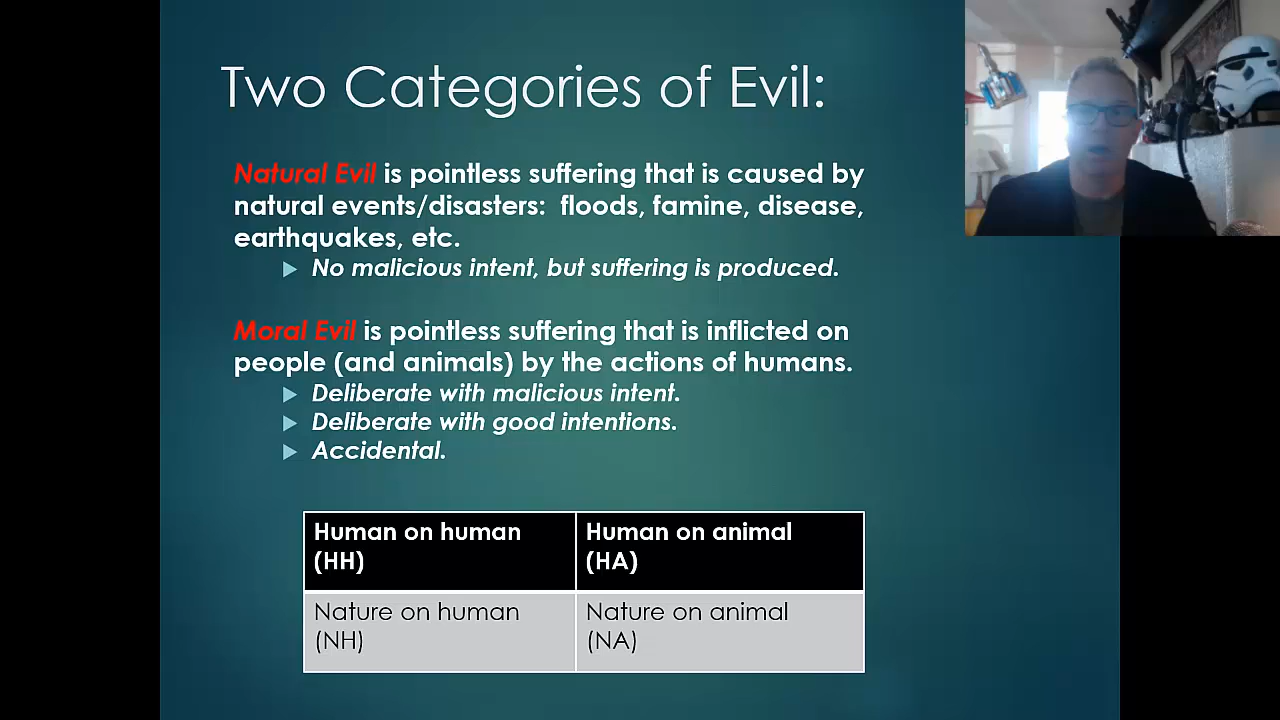 Two Categories of Evil:
Natural Evil is pointless suffering that is caused by
natural events/disasters: floods, famine, disease,
earthquakes, etc.
No malicious intent, but suffering is produced.
Moral Evil is pointless suffering that is inflicted on
people (and animals) by the actions of humans.
Deliberate with malicious intent.
Deliberate with good intentions.
Accidental.
Human on human
(HH)
Human on animal
(HA)
Nature on human
(NH)
Nature on animal
(NA)